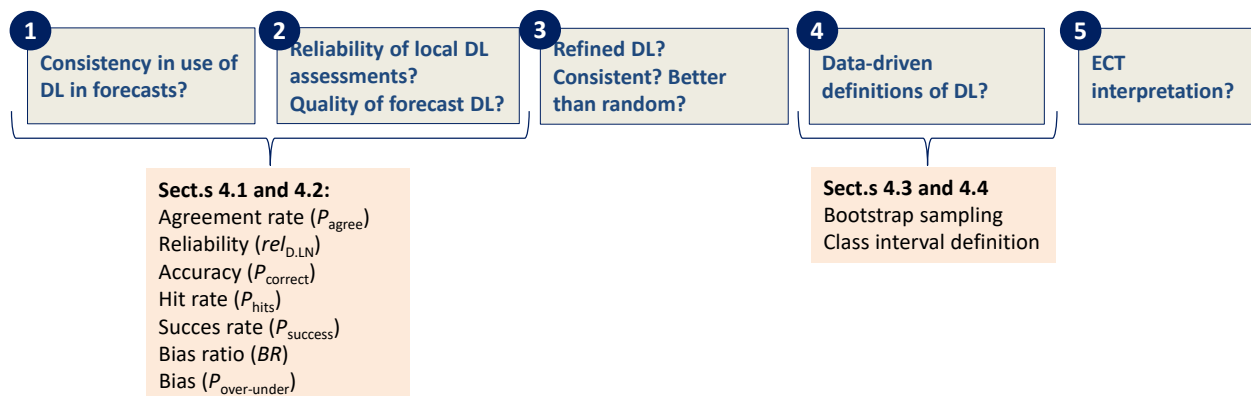 1
Consistency in use of
DL in forecasts?
2
Reliability of local DL
assessments?
Quality of forecast DL?
3
Refined DL?
Consistent? Better
than random?
4
Data-driven
definitions of DL?
5
ECT
interpretation?
Sect.s 4.1 and 4.2:
Agreement rate (Pagree)
Reliability (relD.LN)
Accuracy (Pcorrect)
Hit rate (Phits)
Succes rate (Psuccess)
Bias ratio (BR)
Bias (Pover-under)
Sect.s 4.3 and 4.4
Bootstrap sampling
Class interval definition